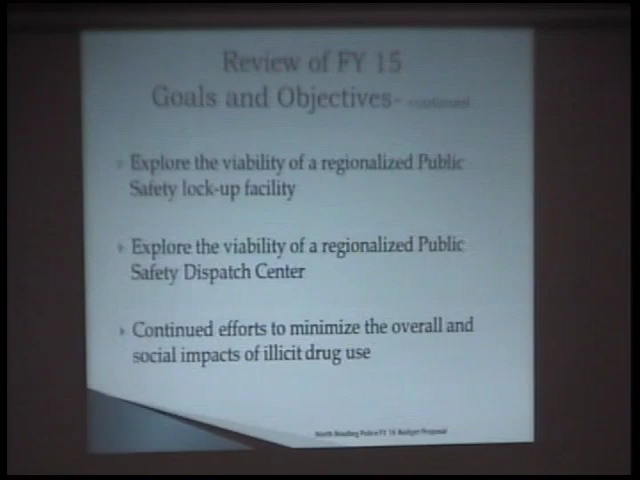 Review of FY 15
Goals and Objectives- continued
Explore the viability of a regionalized Public
Safety lock-up facility
Explore the viability of a regionalized Public
Safety Dispatch Center
Continued efforts to minimize the overall and
social impacts of illicit drug use
North Reading Police FY 16 Budget Proposal